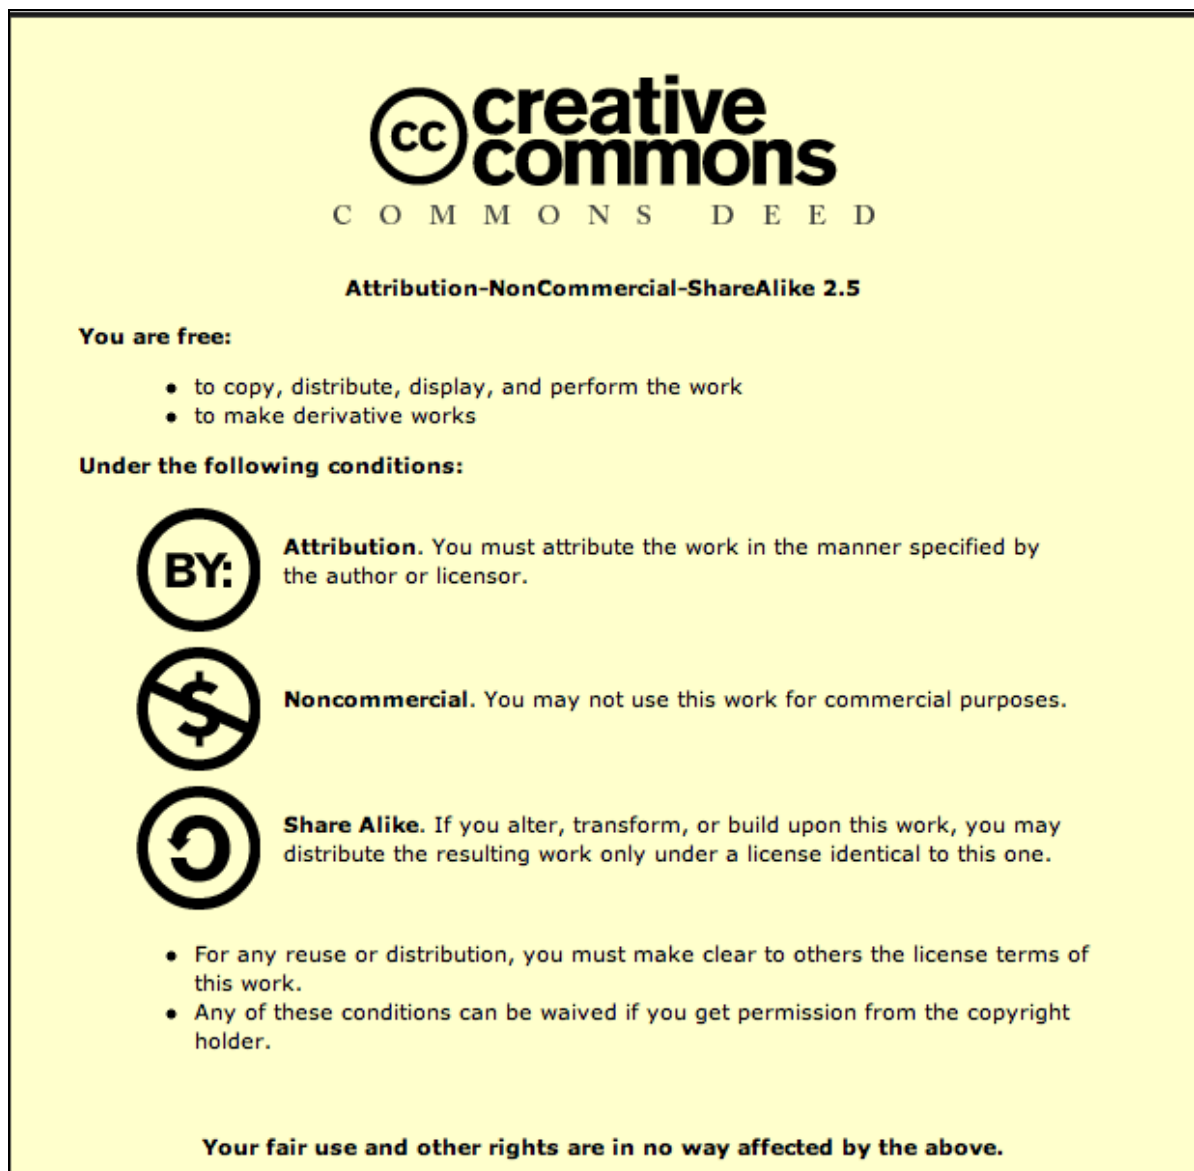 cc creative
commons
COMMONS DEED
Attribution-NonCommercial-ShareAlike 2.5
You are free:
• to copy, distribute, display, and perform the work
• to make derivative works
Under the following conditions:
BY:
Attribution. You must attribute the work in the manner specified by
the author or licensor.
$
Noncommercial. You may not use this work for commercial purposes.
Share Alike. If you alter, transform, or build upon this work, you may
distribute the resulting work only under a license identical to this one.
• For any reuse or distribution, you must make clear to others the license terms of
this work.
• Any of these conditions can be waived if you get permission from the copyright
holder.
Your fair use and other rights are in no way affected by the above.